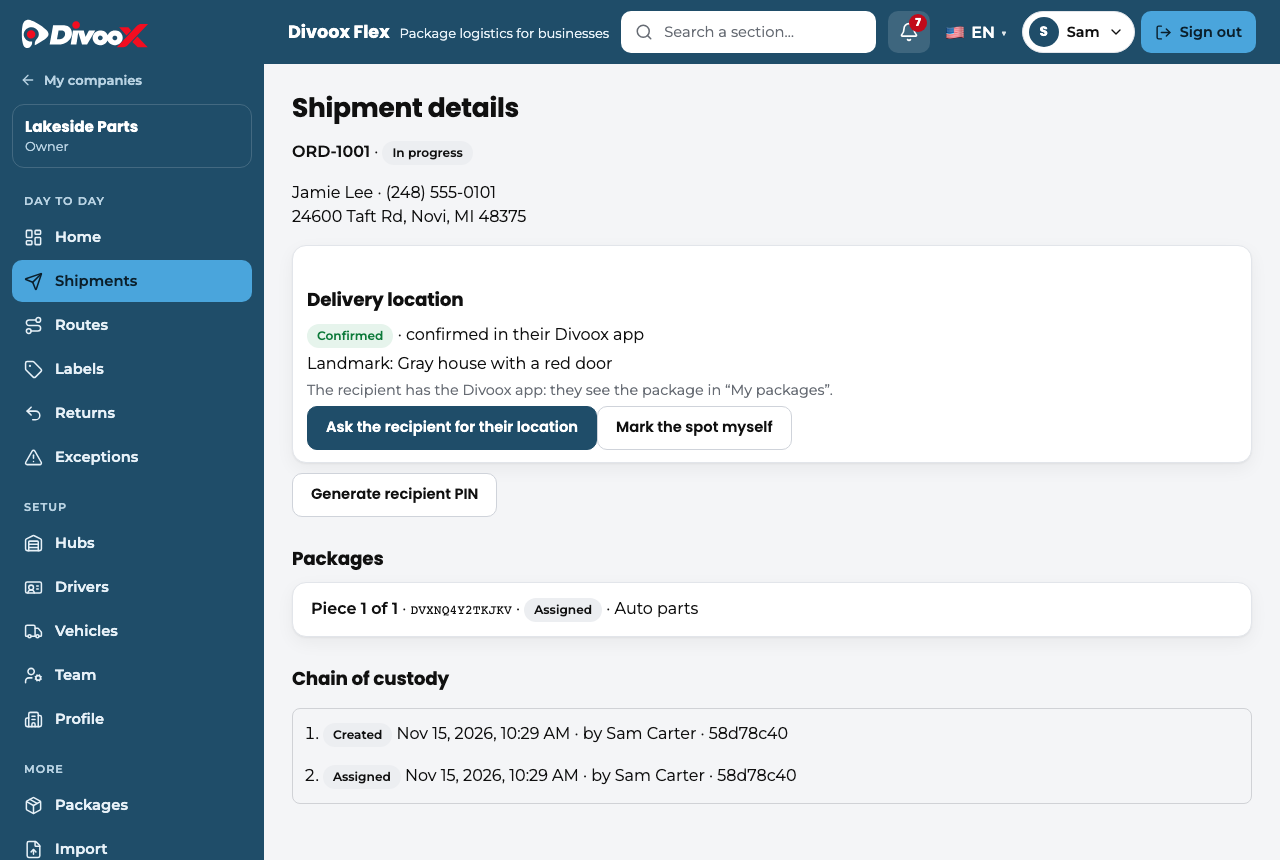 DivooX
Divoox Flex Package logistics for businesses
Search a section...
7
🇺🇸 EN ▾
S Sam
Sign out
← My companies
Lakeside Parts
Owner
DAY TO DAY
Home
Shipments
Routes
Labels
Returns
Exceptions
SETUP
Hubs
Drivers
Vehicles
Team
Profile
MORE
Packages
Import
Shipment details
ORD-1001 · In progress
Jamie Lee · (248) 555-0101
24600 Taft Rd, Novi, MI 48375
Delivery location
Confirmed · confirmed in their Divoox app
Landmark: Gray house with a red door
The recipient has the Divoox app: they see the package in “My packages”.
Ask the recipient for their location
Mark the spot myself
Generate recipient PIN
Packages
Piece 1 of 1 · DVXNQ4Y2TKJKV · Assigned · Auto parts
Chain of custody
1. Created Nov 15, 2026, 10:29 AM · by Sam Carter · 58d78c40
2. Assigned Nov 15, 2026, 10:29 AM · by Sam Carter · 58d78c40